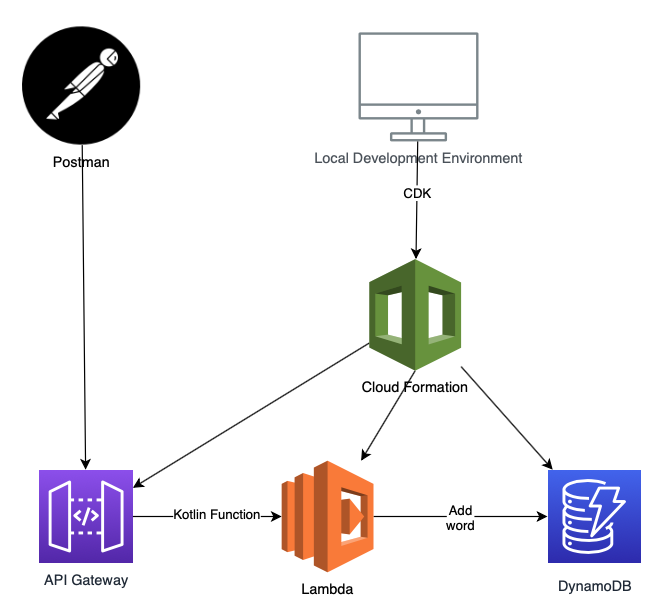 Postman
Local Development Environment
CDK
Cloud Formation
Kotlin Function
Add
word
API Gateway
Lambda
DynamoDB